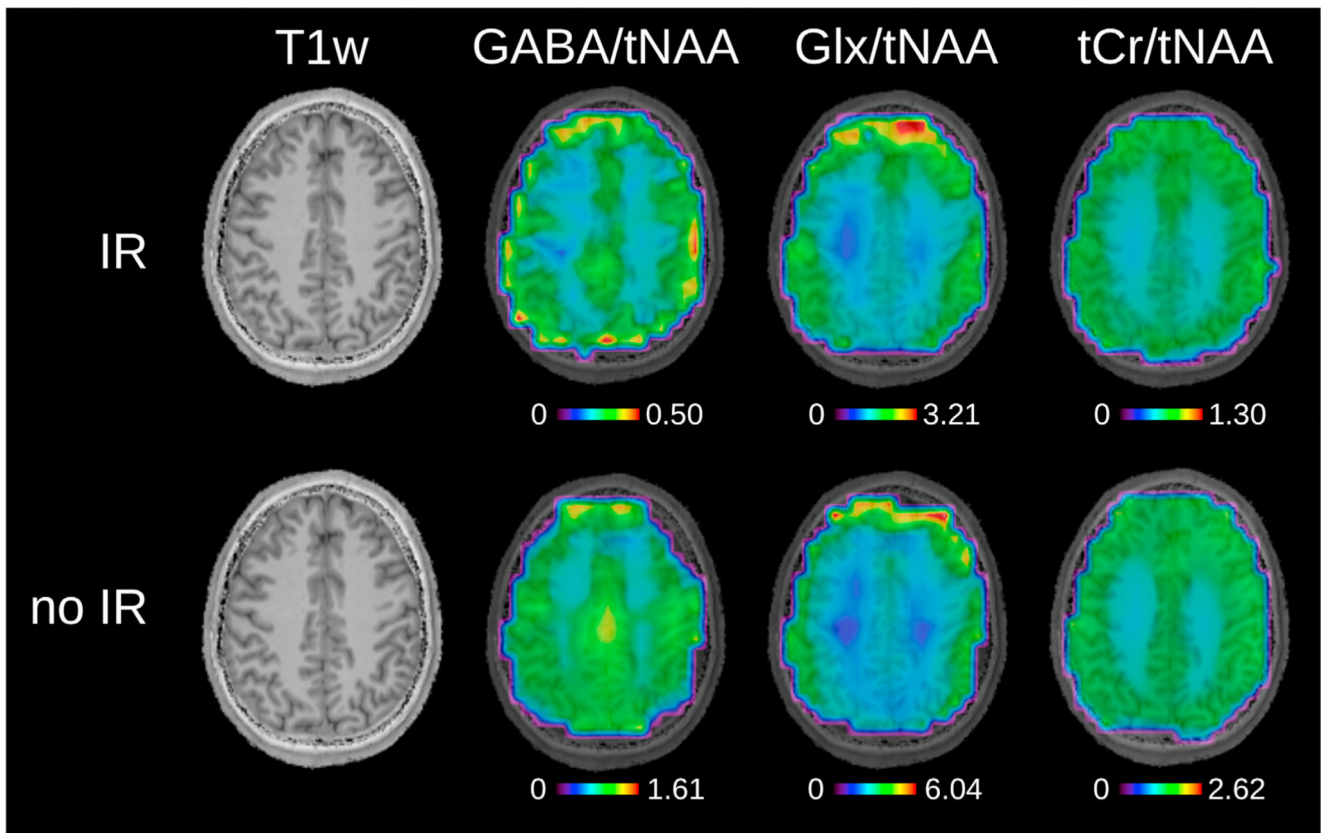 T1w GABA/tNAA Glx/tNAA tCr/tNAA
IR
0 0.50 0 3.21 0 1.30
no IR
0 1.61 0 6.04 0 2.62